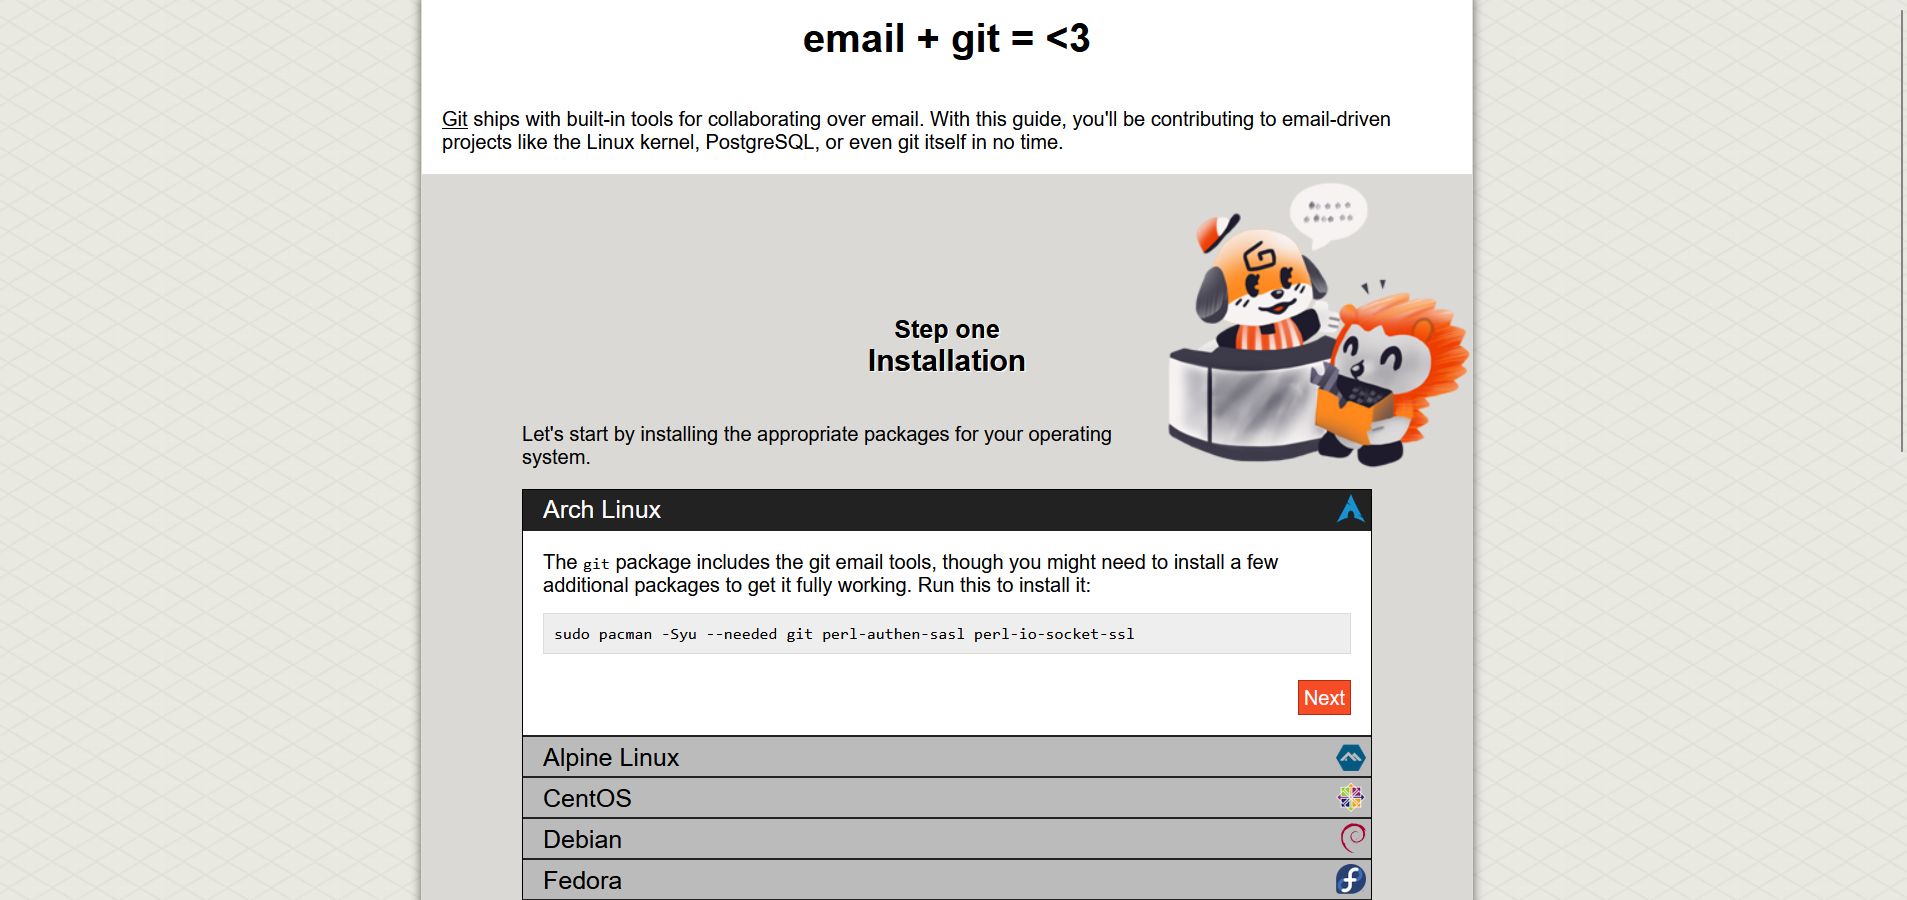 email + git = <3
Git ships with built-in tools for collaborating over email. With this guide, you'll be contributing to email-driven
projects like the Linux kernel, PostgreSQL, or even git itself in no time.
Step one
Installation
Let's start by installing the appropriate packages for your operating
system.
Arch Linux
The git package includes the git email tools, though you might need to install a few
additional packages to get it fully working. Run this to install it:
sudo pacman -Syu --needed git perl-authen-sasl perl-io-socket-ssl
Next
Alpine Linux
CentOS
Debian
Fedora